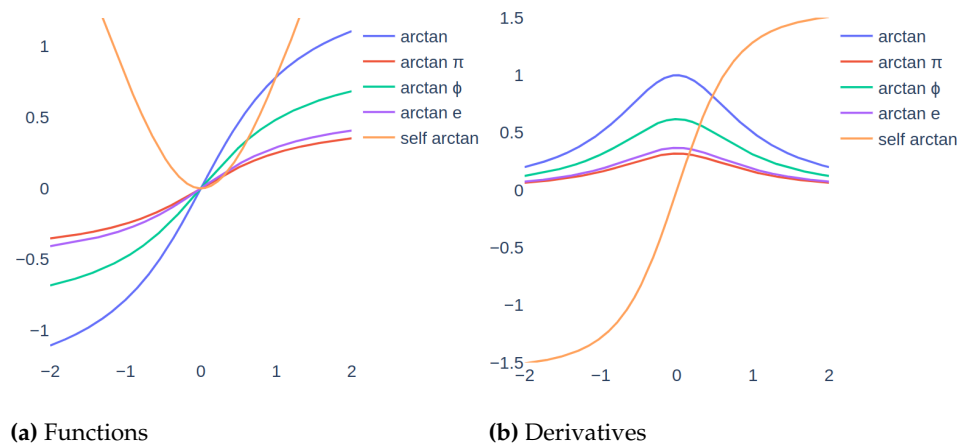 1
0.5
0
−0.5
−1
−2
−1
0
1
2
arctan
arctan π
arctan ϕ
arctan e
self arctan
(a) Functions
1.5
1
0.5
0
−0.5
−1
−1.5
−2
−1
0
1
2
arctan
arctan π
arctan ϕ
arctan e
self arctan
(b) Derivatives